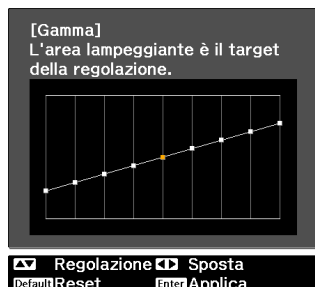 [Gamma]
L'area lampeggiante è il target
della regolazione.
Regolazione Sposta
Default Reset Enter Applica